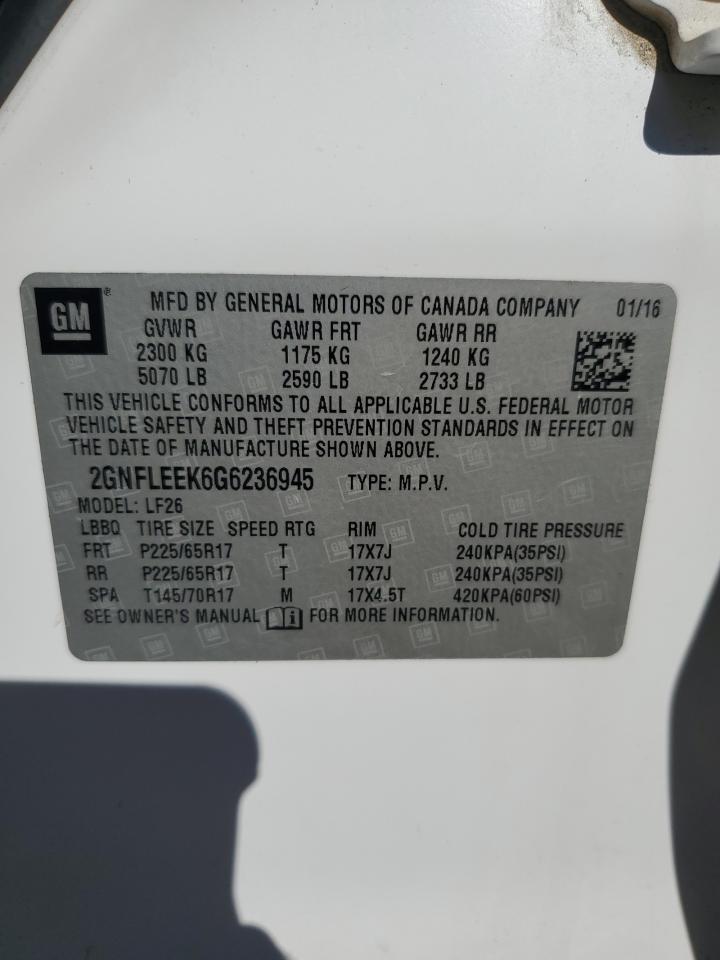 GM® MFD BY GENERAL MOTORS OF CANADA COMPANY 01/16
GVWR GAWR FRT GAWR RR
2300 KG 1175 KG 1240 KG
5070 LB 2590 LB 2733 LB
THIS VEHICLE CONFORMS TO ALL APPLICABLE U.S. FEDERAL MOTOR
VEHICLE SAFETY AND THEFT PREVENTION STANDARDS IN EFFECT ON
THE DATE OF MANUFACTURE SHOWN ABOVE.
2GNFLEEK6G6236945 TYPE: M.P.V.
MODEL: LF26
LBBQ TIRE SIZE SPEED RTG RIM COLD TIRE PRESSURE
FRT P225/65R17 T 17X7J 240KPA(35PSI)
RR P225/65R17 T 17X7J 240KPA(35PSI)
SPA T145/70R17 M 17X4.5T 420KPA(60PSI)
SEE OWNER'S MANUAL i FOR MORE INFORMATION.